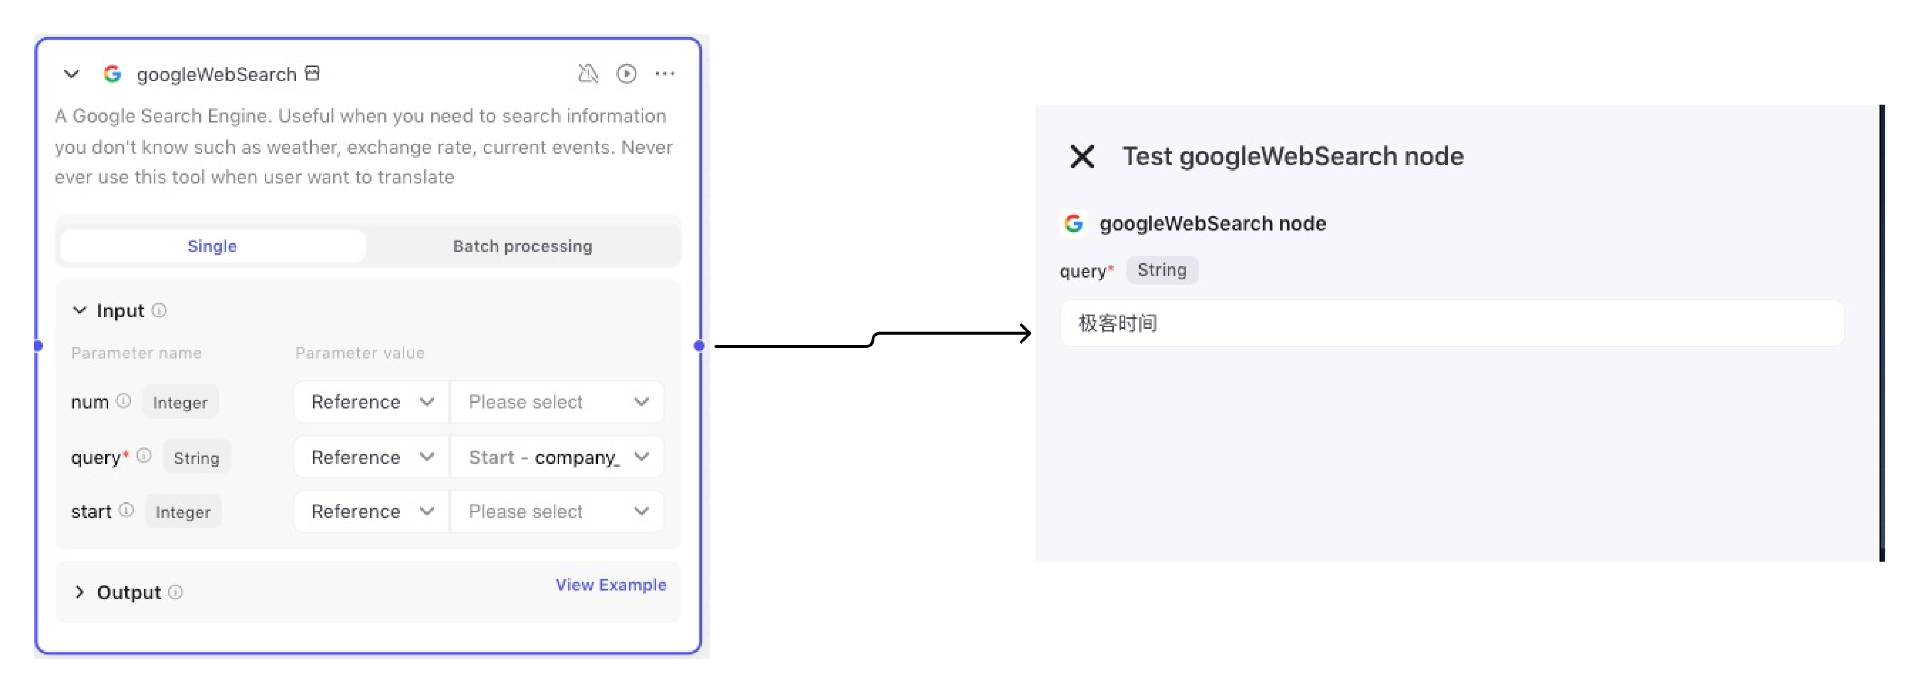 googleWebSearch
A Google Search Engine. Useful when you need to search information
you don't know such as weather, exchange rate, current events. Never
ever use this tool when user want to translate
Single Batch processing
Input
Parameter name Parameter value
num Integer Reference Please select
query* String Reference Start - company_
start Integer Reference Please select
Output View Example
Test googleWebSearch node
googleWebSearch node
query* String
极客时间